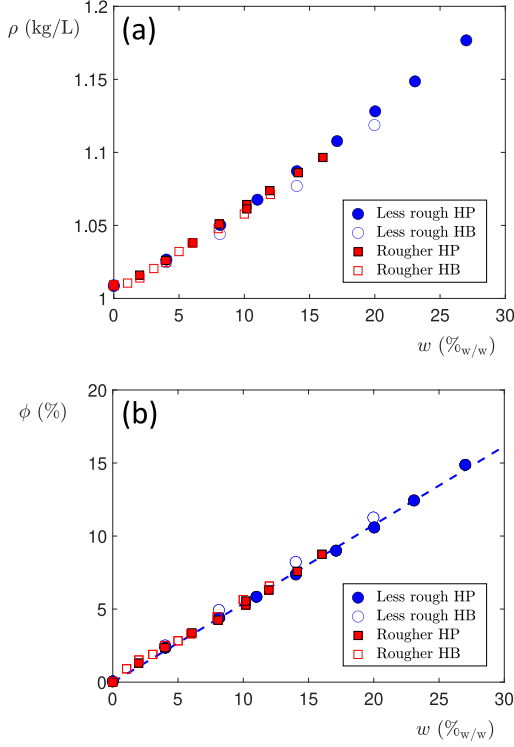 (a)
ρ (kg/L)
1.2
1.15
1.1
1.05
1
0 5 10 15 20 25 30
w (%w/w)
Less rough HP
Less rough HB
Rougher HP
Rougher HB
(b)
ϕ (%)
20
15
10
5
0
0 5 10 15 20 25 30
w (%w/w)
Less rough HP
Less rough HB
Rougher HP
Rougher HB